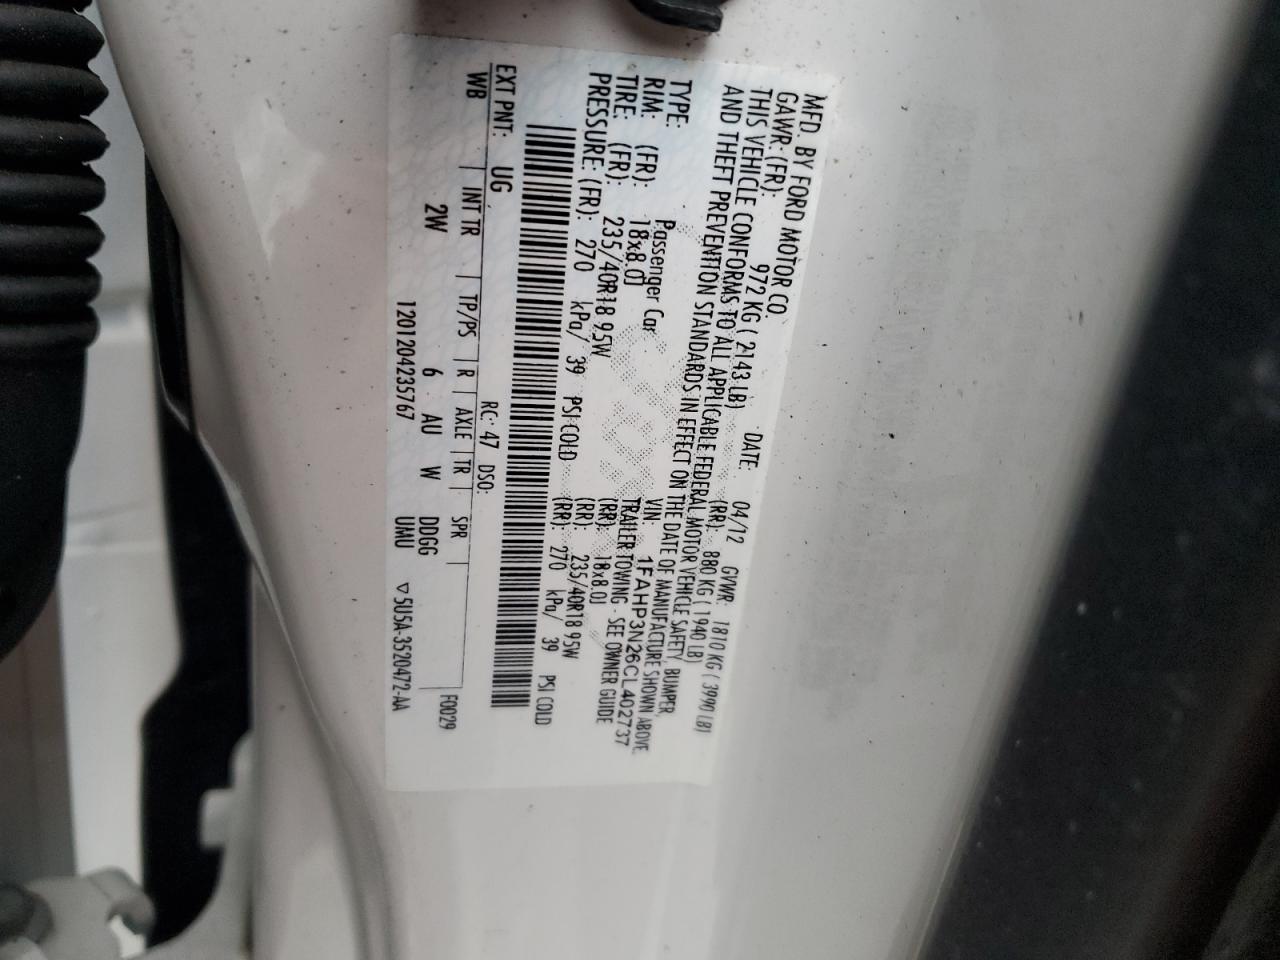 MFD. BY FORD MOTOR CO.
DATE: 04/12 GVWR: 1810 KG ( 3990 LB)
GAWR: (FR): 972 KG ( 2143 LB) (RR): 880 KG ( 1940 LB)
THIS VEHICLE CONFORMS TO ALL APPLICABLE FEDERAL MOTOR VEHICLE SAFETY, BUMPER,
AND THEFT PREVENTION STANDARDS IN EFFECT ON THE DATE OF MANUFACTURE SHOWN ABOVE.
VIN: 1FAHP3N26CL402737
TYPE: Passenger Car TRAILER TOWING - SEE OWNER GUIDE
RIM: (FR): 18x8.0J (RR): 18x8.0J
TIRE: (FR): 235/40R18 95W (RR): 235/40R18 95W
PRESSURE: (FR): 270 kPa/ 39 PSI COLD (RR): 270 kPa/ 39 PSI COLD
EXT PNT: UG RC: 47 DSO:
WB INT TR TP/PS R AXLE TR SPR F0029
2W 6 AU W DDGG
1201204235767 UMU ▽ 5U5A-3520472-AA